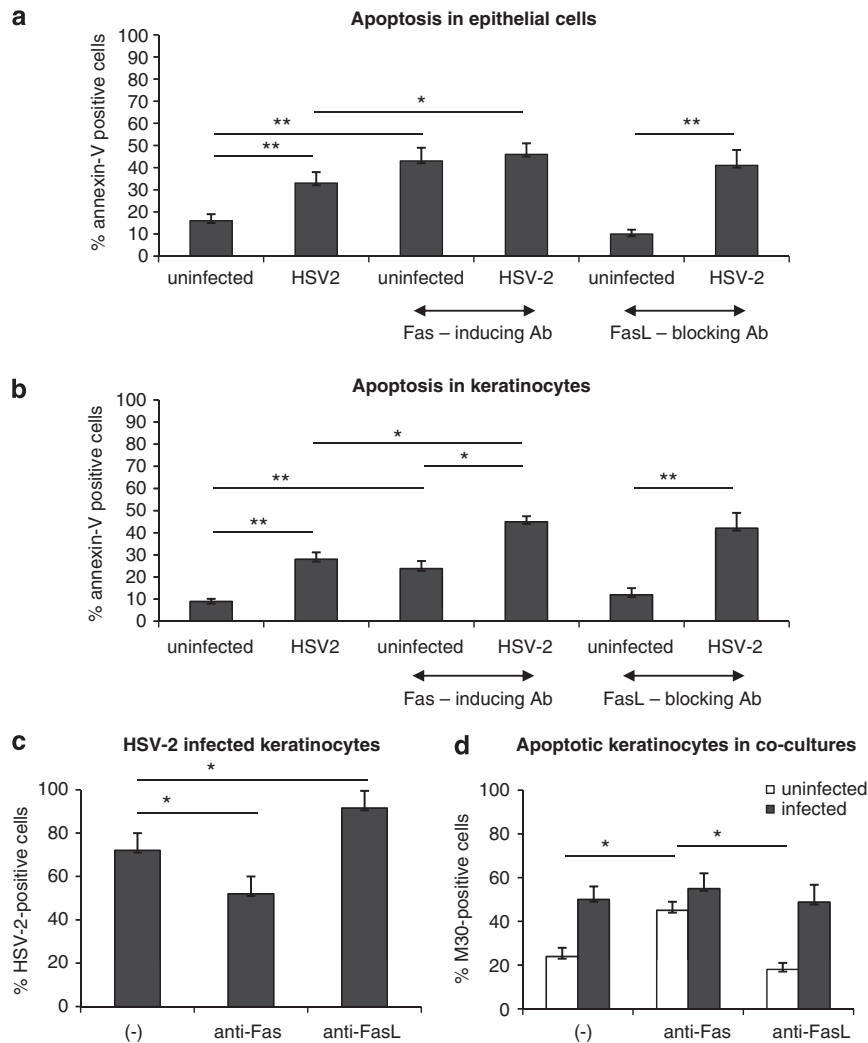 a
Apoptosis in epithelial cells
% annexin-V positive cells
100
90
80
70
60
50
40
30
20
10
0
**
**
*
**
uninfected HSV2 uninfected HSV-2 uninfected HSV-2
Fas – inducing Ab FasL – blocking Ab
b
Apoptosis in keratinocytes
% annexin-V positive cells
100
90
80
70
60
50
40
30
20
10
0
**
**
*
*
**
uninfected HSV2 uninfected HSV-2 uninfected HSV-2
Fas – inducing Ab FasL – blocking Ab
c
HSV-2 infected keratinocytes
% HSV-2-positive cells
100
80
60
40
20
0
*
*
(-) anti-Fas anti-FasL
d
Apoptotic keratinocytes in co-cultures
uninfected
infected
% M30-positive cells
100
80
60
40
20
0
*
*
(-) anti-Fas anti-FasL